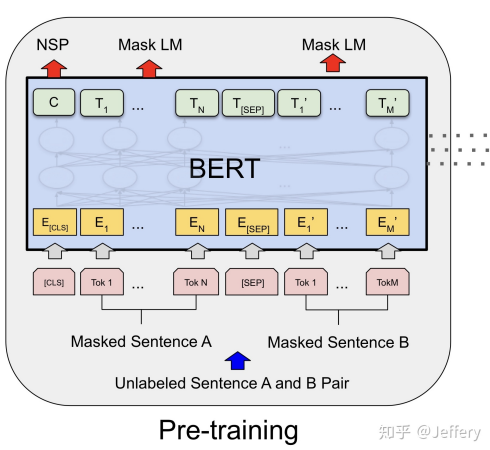 NSP Mask LM Mask LM
C T1 ... TN T[SEP] T1’ ... TM’
...
BERT
...
E[CLS] E1 ... EN E[SEP] E1’ ... EM’
[CLS] Tok 1 ... Tok N [SEP] Tok 1 ... TokM
Masked Sentence A Masked Sentence B
Unlabeled Sentence A and B Pair
Pre-training
知乎 @Jeffery